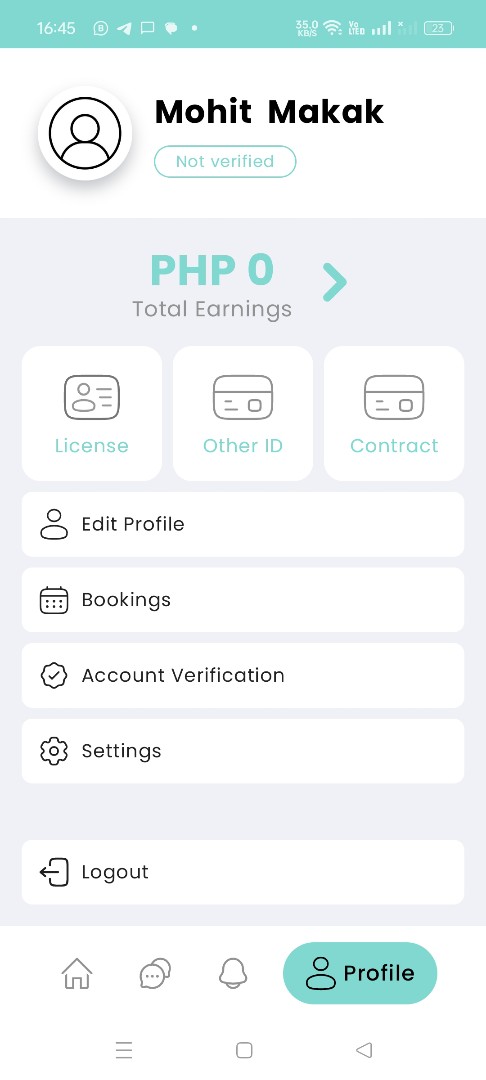 16:45
35.0 KB/S
Vo LTE
23
Mohit Makak
Not verified
PHP 0
Total Earnings
License
Other ID
Contract
Edit Profile
Bookings
Account Verification
Settings
Logout
Profile